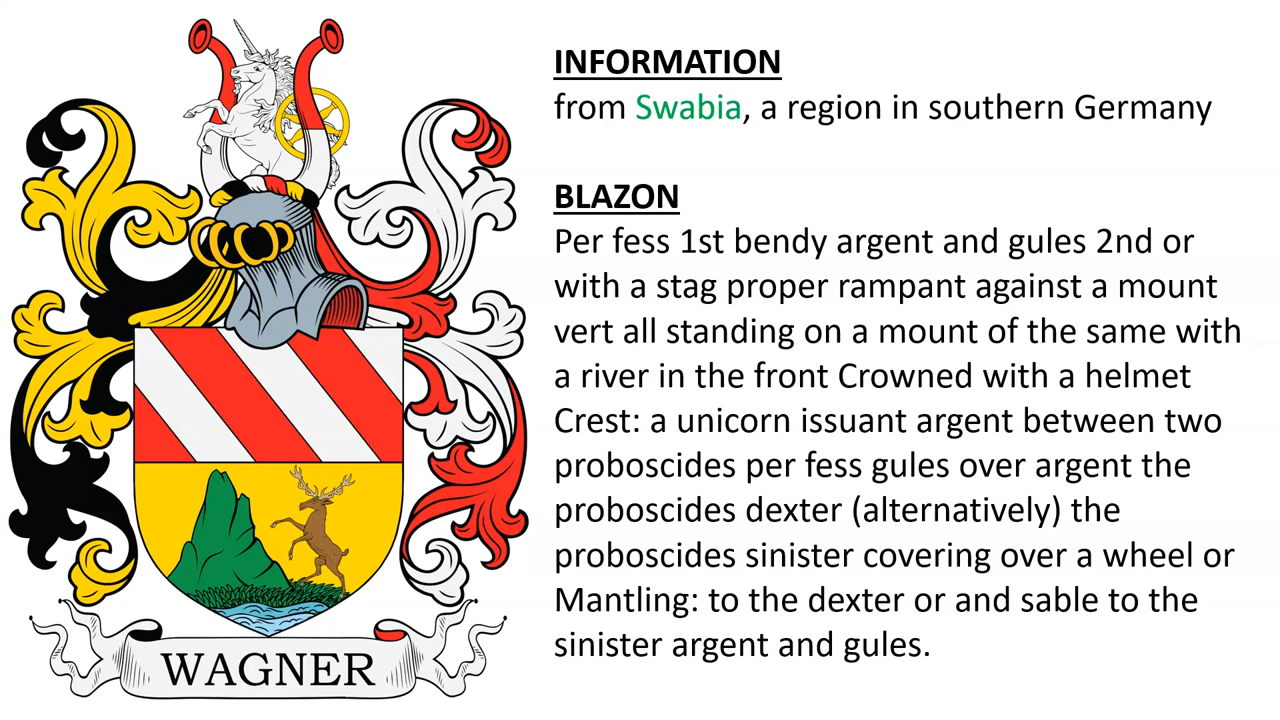 INFORMATION
from Swabia, a region in southern Germany
BLAZON
Per fess 1st bendy argent and gules 2nd or
with a stag proper rampant against a mount
vert all standing on a mount of the same with
a river in the front Crowned with a helmet
Crest: a unicorn issuant argent between two
proboscides per fess gules over argent the
proboscides dexter (alternatively) the
proboscides sinister covering over a wheel or
Mantling: to the dexter or and sable to the
sinister argent and gules.
WAGNER